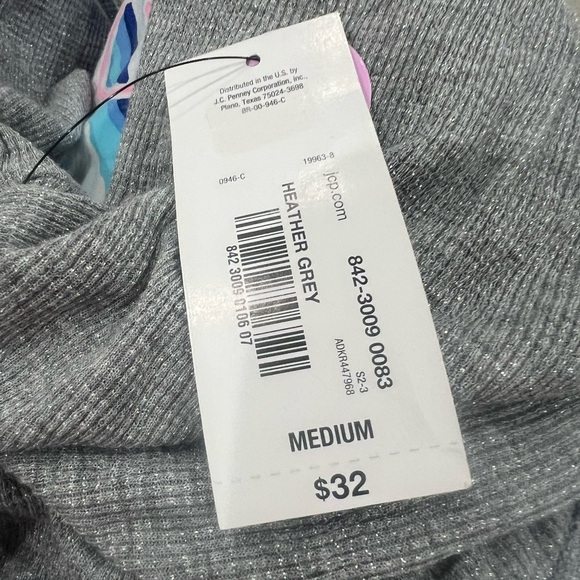 Distributed in the U.S. by
J.C. Penney Corporation, Inc.,
Plano, Texas 75024-3698
0R-00-946-C
19963-8
0946-C
jcp.com
HEATHER GREY
842 3009 0106 07
842-3009 0083
S2-3
ADKR447968
MEDIUM
$32